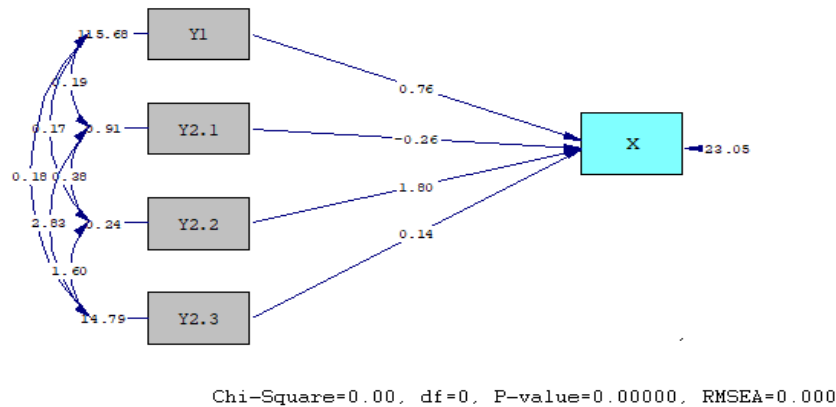 115.68
Y1
0.19
0.76
0.17
0.91
Y2.1
-0.26
X
23.05
0.18
0.38
1.80
2.83
0.24
Y2.2
0.14
1.60
14.79
Y2.3
Chi-Square=0.00, df=0, P-value=0.00000, RMSEA=0.000